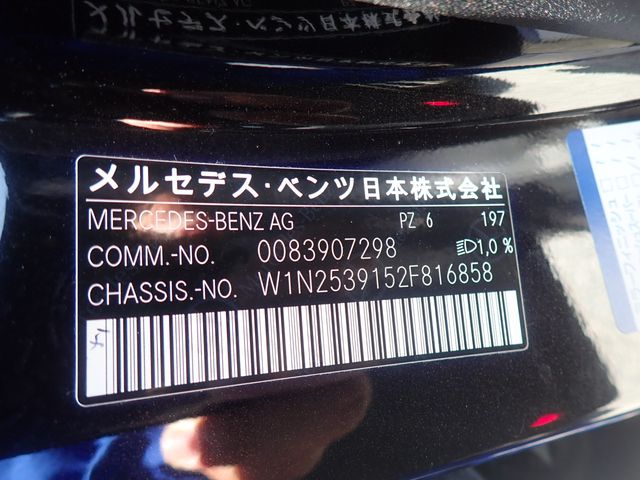 メルセデス・ベンツ日本株式会社
MERCEDES-BENZ AG PZ 6 197
COMM.-NO. 0083907298 1,0 %
CHASSIS.-NO. W1N2539152F816858